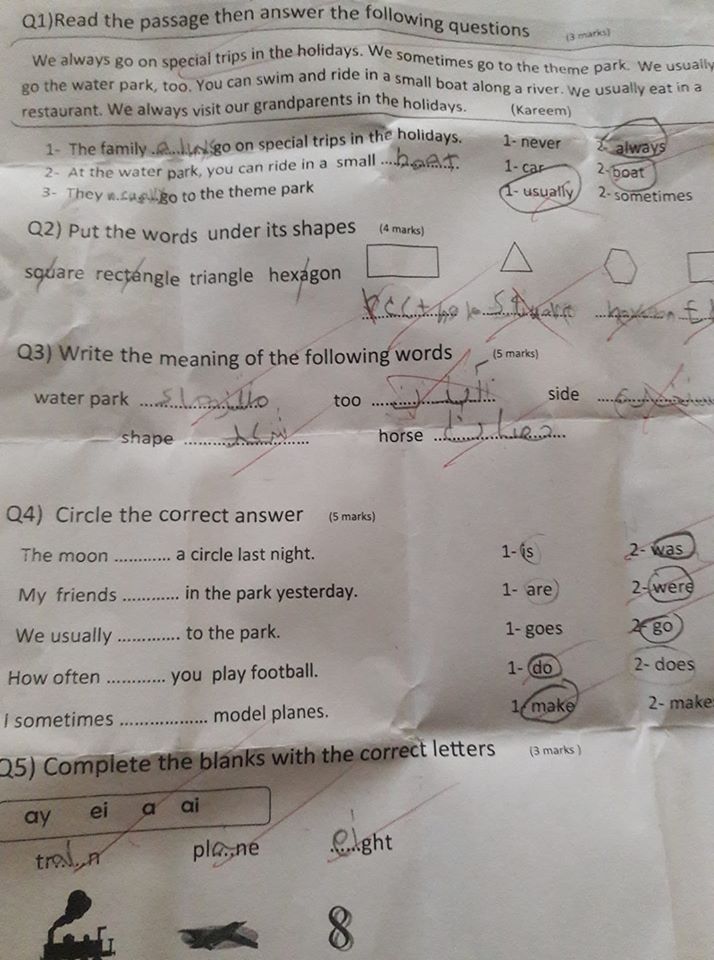 Q1)Read the passage then answer the following questions (3 marks)
We always go on special trips in the holidays. We sometimes go to the theme park. We usually
go the water park, too. You can swim and ride in a small boat along a river. We usually eat in a
restaurant. We always visit our grandparents in the holidays. (Kareem)
1- The family go on special trips in the holidays. 1- never 2- always
2- At the water park, you can ride in a small ...boat.... 1- car 2- boat
3- They go to the theme park 1- usually 2- sometimes
Q2) Put the words under its shapes (4 marks)
square rectangle triangle hexagon
Q3) Write the meaning of the following words (5 marks)
water park too side
shape شكل horse
Q4) Circle the correct answer (5 marks)
The moon ............ a circle last night. 1- is 2- was
My friends ............ in the park yesterday. 1- are 2- were
We usually ............. to the park. 1- goes 2- go
How often ............ you play football. 1- do 2- does
I sometimes .................. model planes. 1- make 2- make
Q5) Complete the blanks with the correct letters (3 marks )
ay ei a ai
train pla..ne eight
8